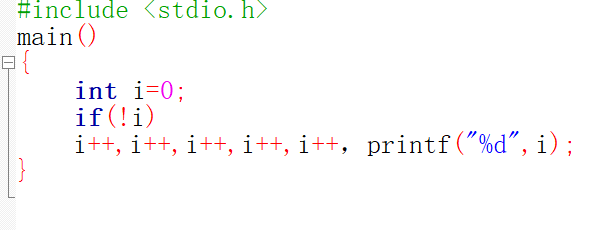 #include <stdio.h>
main()
{
int i=0;
if(!i)
i++,i++,i++,i++,i++, printf("%d",i);
}